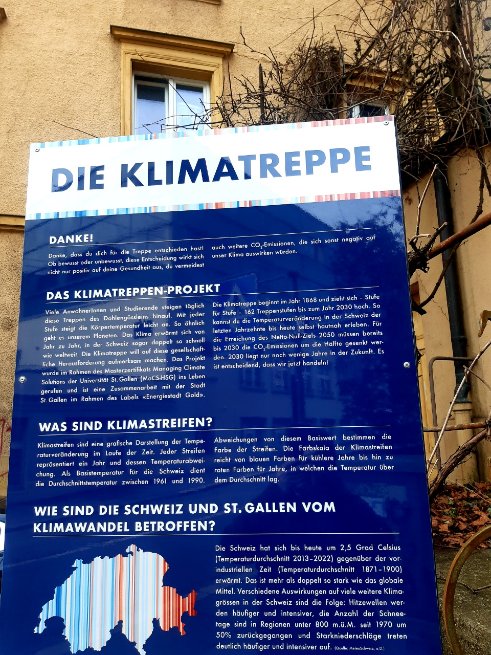 DIE KLIMATREPPE
DANKE!
Danke, dass du dich für die Treppe entschieden hast!
Ob bewusst oder unbewusst, diese Entscheidung wirkt sich
nicht nur positiv auf deine Gesundheit aus, du vermeidest
auch weitere CO₂-Emissionen, die sich sonst negativ auf
unser Klima auswirken würden.
DAS KLIMATREPPEN-PROJEKT
Viele Anwohner/innen und Studierende steigen täglich
diese Treppe des Dohlengässleins hinauf. Mit jeder
Stufe steigt die Körpertemperatur leicht an. So ähnlich
geht es unserem Planeten. Das Klima erwärmt sich von
Jahr zu Jahr, in der Schweiz sogar doppelt so schnell
wie weltweit. Die Klimatreppe will auf diese gesellschaft-
liche Herausforderung aufmerksam machen. Das Projekt
wurde im Rahmen des Masterzertifikats Managing Climate
Solutions der Universität St.Gallen (MaCS-HSG) ins Leben
gerufen und ist eine Zusammenarbeit mit der Stadt
St.Gallen im Rahmen des Labels «Energiestadt Gold».
Die Klimatreppe beginnt im Jahr 1868 und zieht sich - Stufe
für Stufe - 162 Treppenstufen bis zum Jahr 2030 hoch. So
kannst du die Temperaturveränderung in der Schweiz der
letzten Jahrzehnte bis heute selbst hautnah erleben. Für
die Erreichung des Netto-Null-Ziels 2050 müssen bereits
bis 2030 die CO₂-Emissionen um die Hälfte gesenkt wer-
den. 2030 liegt nur noch wenige Jahre in der Zukunft. Es
ist entscheidend, dass wir jetzt handeln!
WAS SIND KLIMASTREIFEN?
Klimastreifen sind eine grafische Darstellung der Tempe-
raturveränderung im Laufe der Zeit. Jeder Streifen
repräsentiert ein Jahr und dessen Temperaturabwei-
chung. Als Basistemperatur für die Schweiz dient
die Durchschnittstemperatur zwischen 1961 und 1990.
Abweichungen von diesem Basiswert bestimmen die
Farbe der Streifen. Die Farbskala der Klimastreifen
reicht von blauen Farben für kühlere Jahre bis hin zu
roten Farben für Jahre, in welchen die Temperatur über
dem Durchschnitt lag.
WIE SIND DIE SCHWEIZ UND ST.GALLEN VOM
KLIMAWANDEL BETROFFEN?
Die Schweiz hat sich bis heute um 2,5 Grad Celsius
(Temperaturdurchschnitt 2013-2022) gegenüber der vor-
industriellen Zeit (Temperaturdurchschnitt 1871-1900)
erwärmt. Das ist mehr als doppelt so stark wie das globale
Mittel. Verschiedene Auswirkungen auf viele weitere Klima-
grössen in der Schweiz sind die Folge: Hitzewellen wer-
den häufiger und intensiver, die Anzahl der Schnee-
tage sind in Regionen unter 800 m.ü.M. seit 1970 um
50% zurückgegangen und Starkniederschläge treten
deutlich häufiger und intensiver auf. (Quelle: MeteoSchweiz, o.D.)